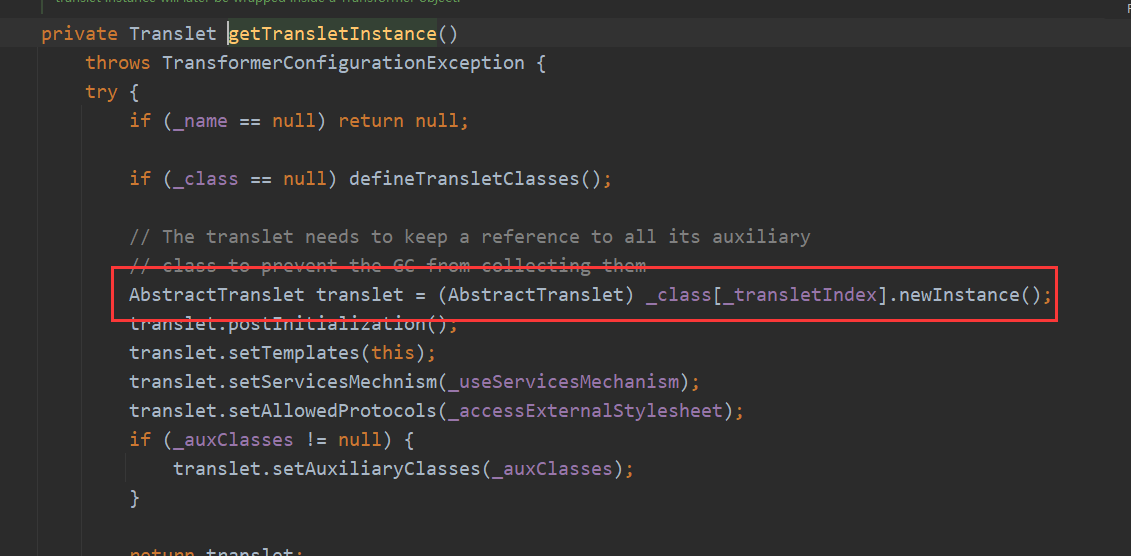 translet instance will later be wrapped inside a Transformer object.
private Translet getTransletInstance()
throws TransformerConfigurationException {
try {
if (_name == null) return null;
if (_class == null) defineTransletClasses();
// The translet needs to keep a reference to all its auxiliary
// class to prevent the GC from collecting them
AbstractTranslet translet = (AbstractTranslet) _class[_transletIndex].newInstance();
translet.postInitialization();
translet.setTemplates(this);
translet.setServicesMechnism(_useServicesMechanism);
translet.setAllowedProtocols(_accessExternalStylesheet);
if (_auxClasses != null) {
translet.setAuxiliaryClasses(_auxClasses);
}
return translet;